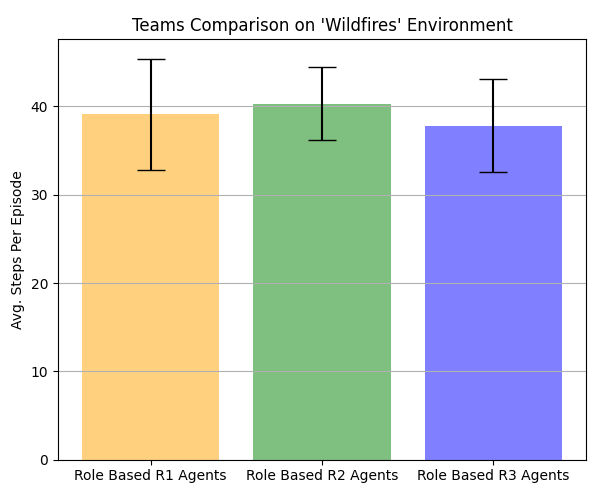 Teams Comparison on 'Wildfires' Environment
Avg. Steps Per Episode
40
30
20
10
0
Role Based R1 Agents Role Based R2 Agents Role Based R3 Agents